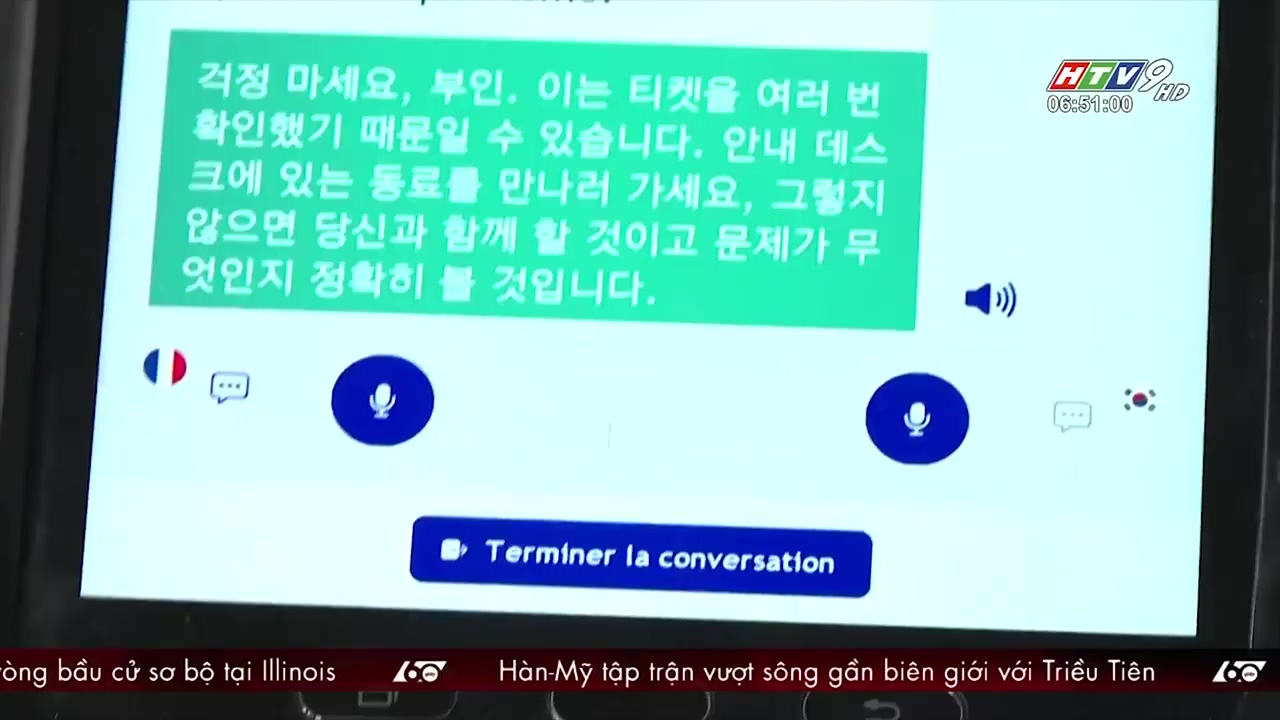 걱정 마세요, 부인. 이는 티켓을 여러 번
확인했기 때문일 수 있습니다. 안내 데스
크에 있는 동료를 만나러 가세요, 그렇지
않으면 당신과 함께 할 것이고 문제가 무
엇인지 정확히 볼 것입니다.
HTV9 HD
06:51:00
Terminer la conversation
bầu cử sơ bộ tại Illinois 60 Hàn-Mỹ tập trận vượt sông gần biên giới với Triều Tiên 60